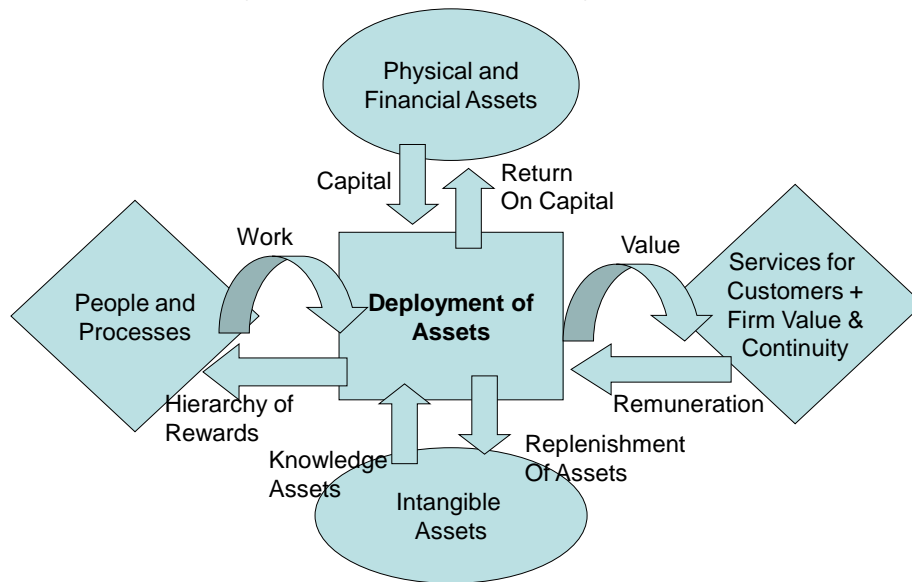 Physical and
Financial Assets
Capital
Return
On Capital
Work
Value
People and
Processes
Deployment of
Assets
Services for
Customers +
Firm Value &
Continuity
Hierarchy of
Rewards
Remuneration
Knowledge
Assets
Replenishment
Of Assets
Intangible
Assets